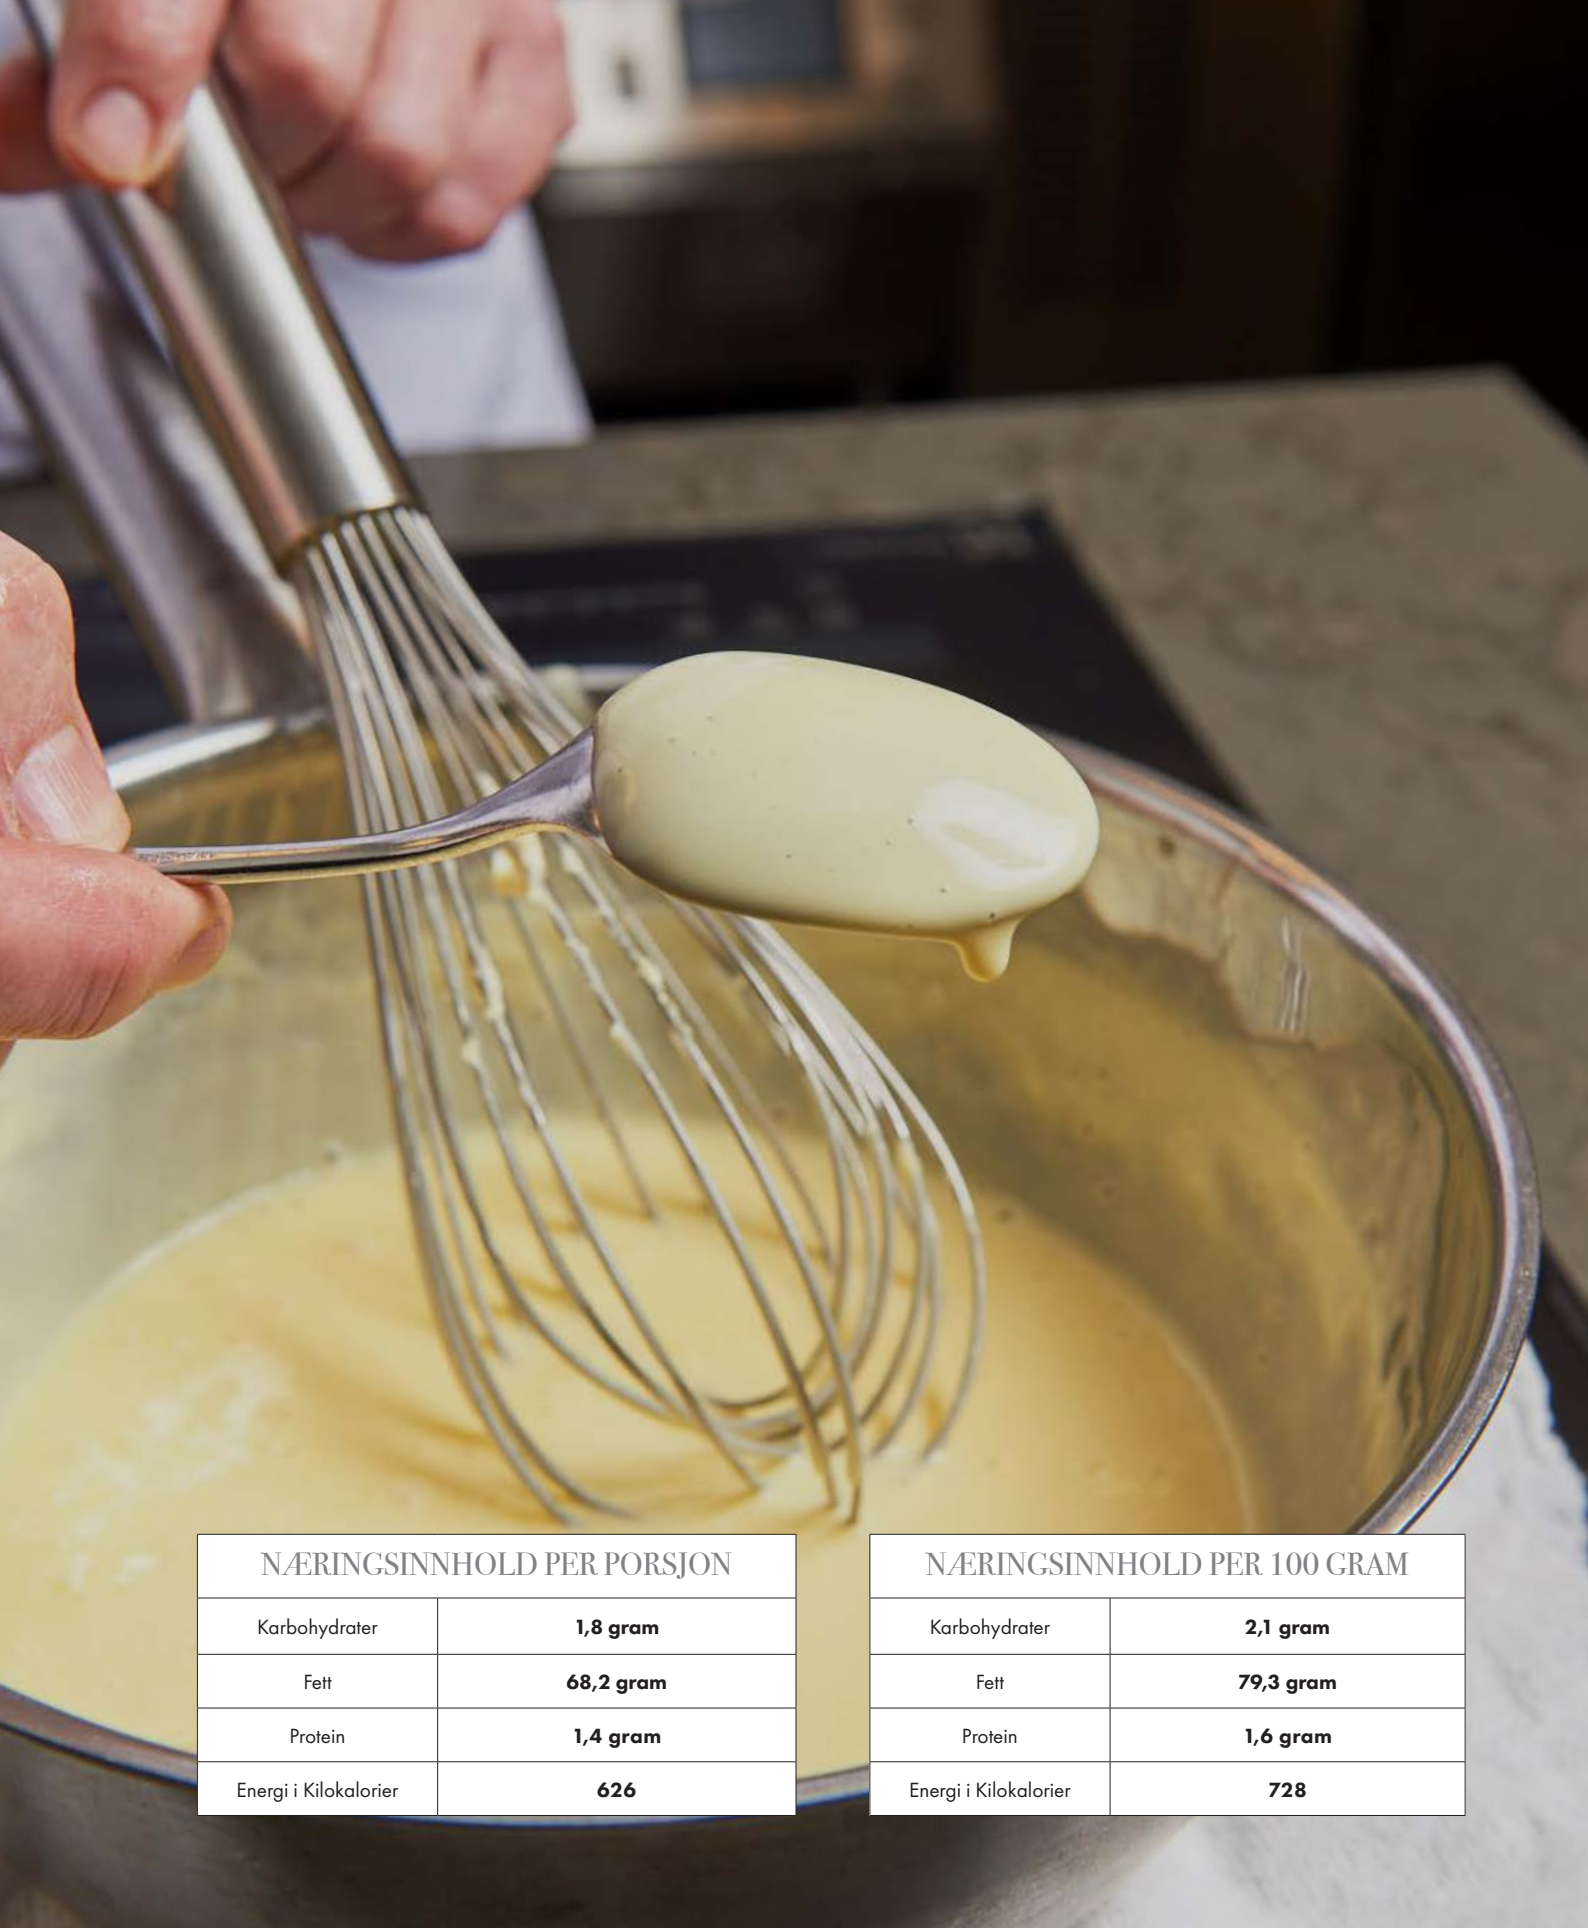 NÆRINGSINNHOLD PER PORSJON
Karbohydrater 1,8 gram
Fett 68,2 gram
Protein 1,4 gram
Energi i Kilokalorier 626
NÆRINGSINNHOLD PER 100 GRAM
Karbohydrater 2,1 gram
Fett 79,3 gram
Protein 1,6 gram
Energi i Kilokalorier 728